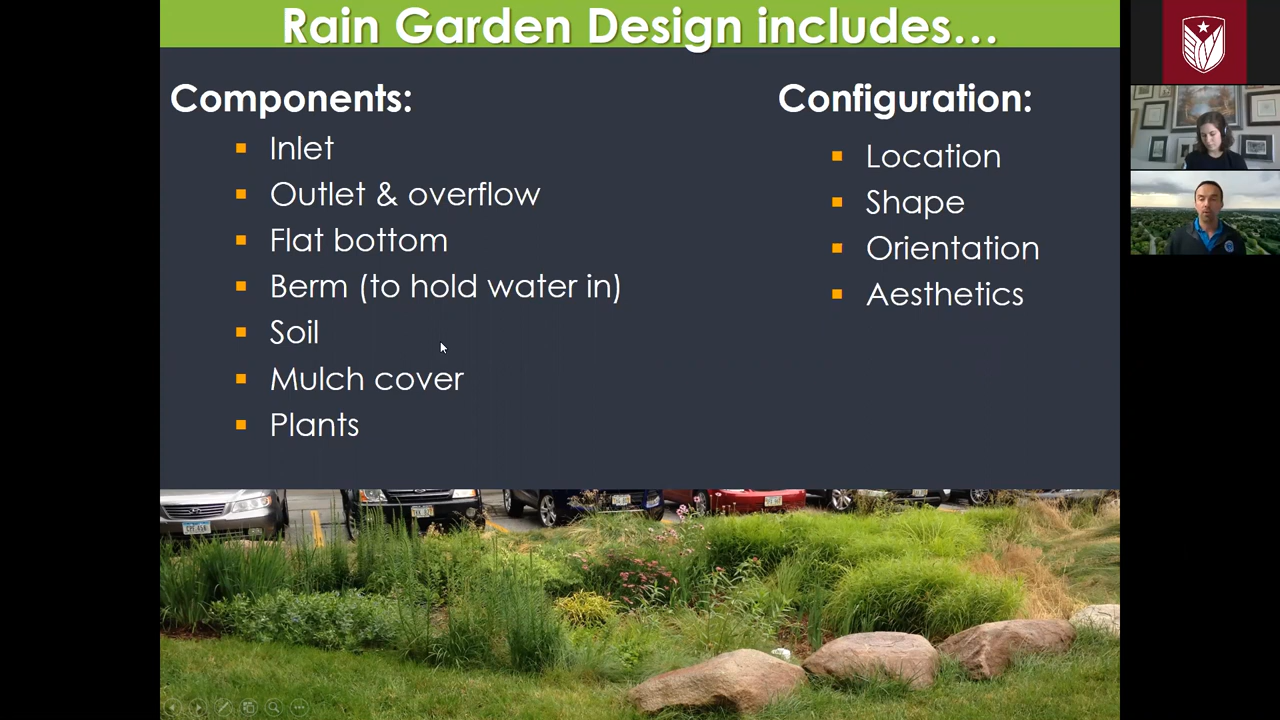 Rain Garden Design includes…
Components:
Inlet
Outlet & overflow
Flat bottom
Berm (to hold water in)
Soil
Mulch cover
Plants
Configuration:
Location
Shape
Orientation
Aesthetics